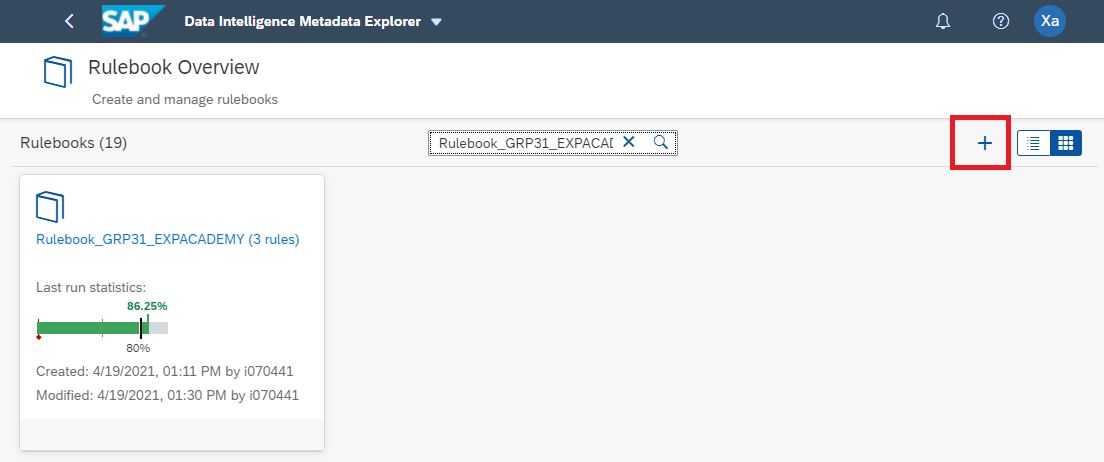 SAP Data Intelligence Metadata Explorer Xa
Rulebook Overview
Create and manage rulebooks
Rulebooks (19) Rulebook_GRP31_EXPACAD
Rulebook_GRP31_EXPACADEMY (3 rules)
Last run statistics:
86.25%
80%
Created: 4/19/2021, 01:11 PM by i070441
Modified: 4/19/2021, 01:30 PM by i070441